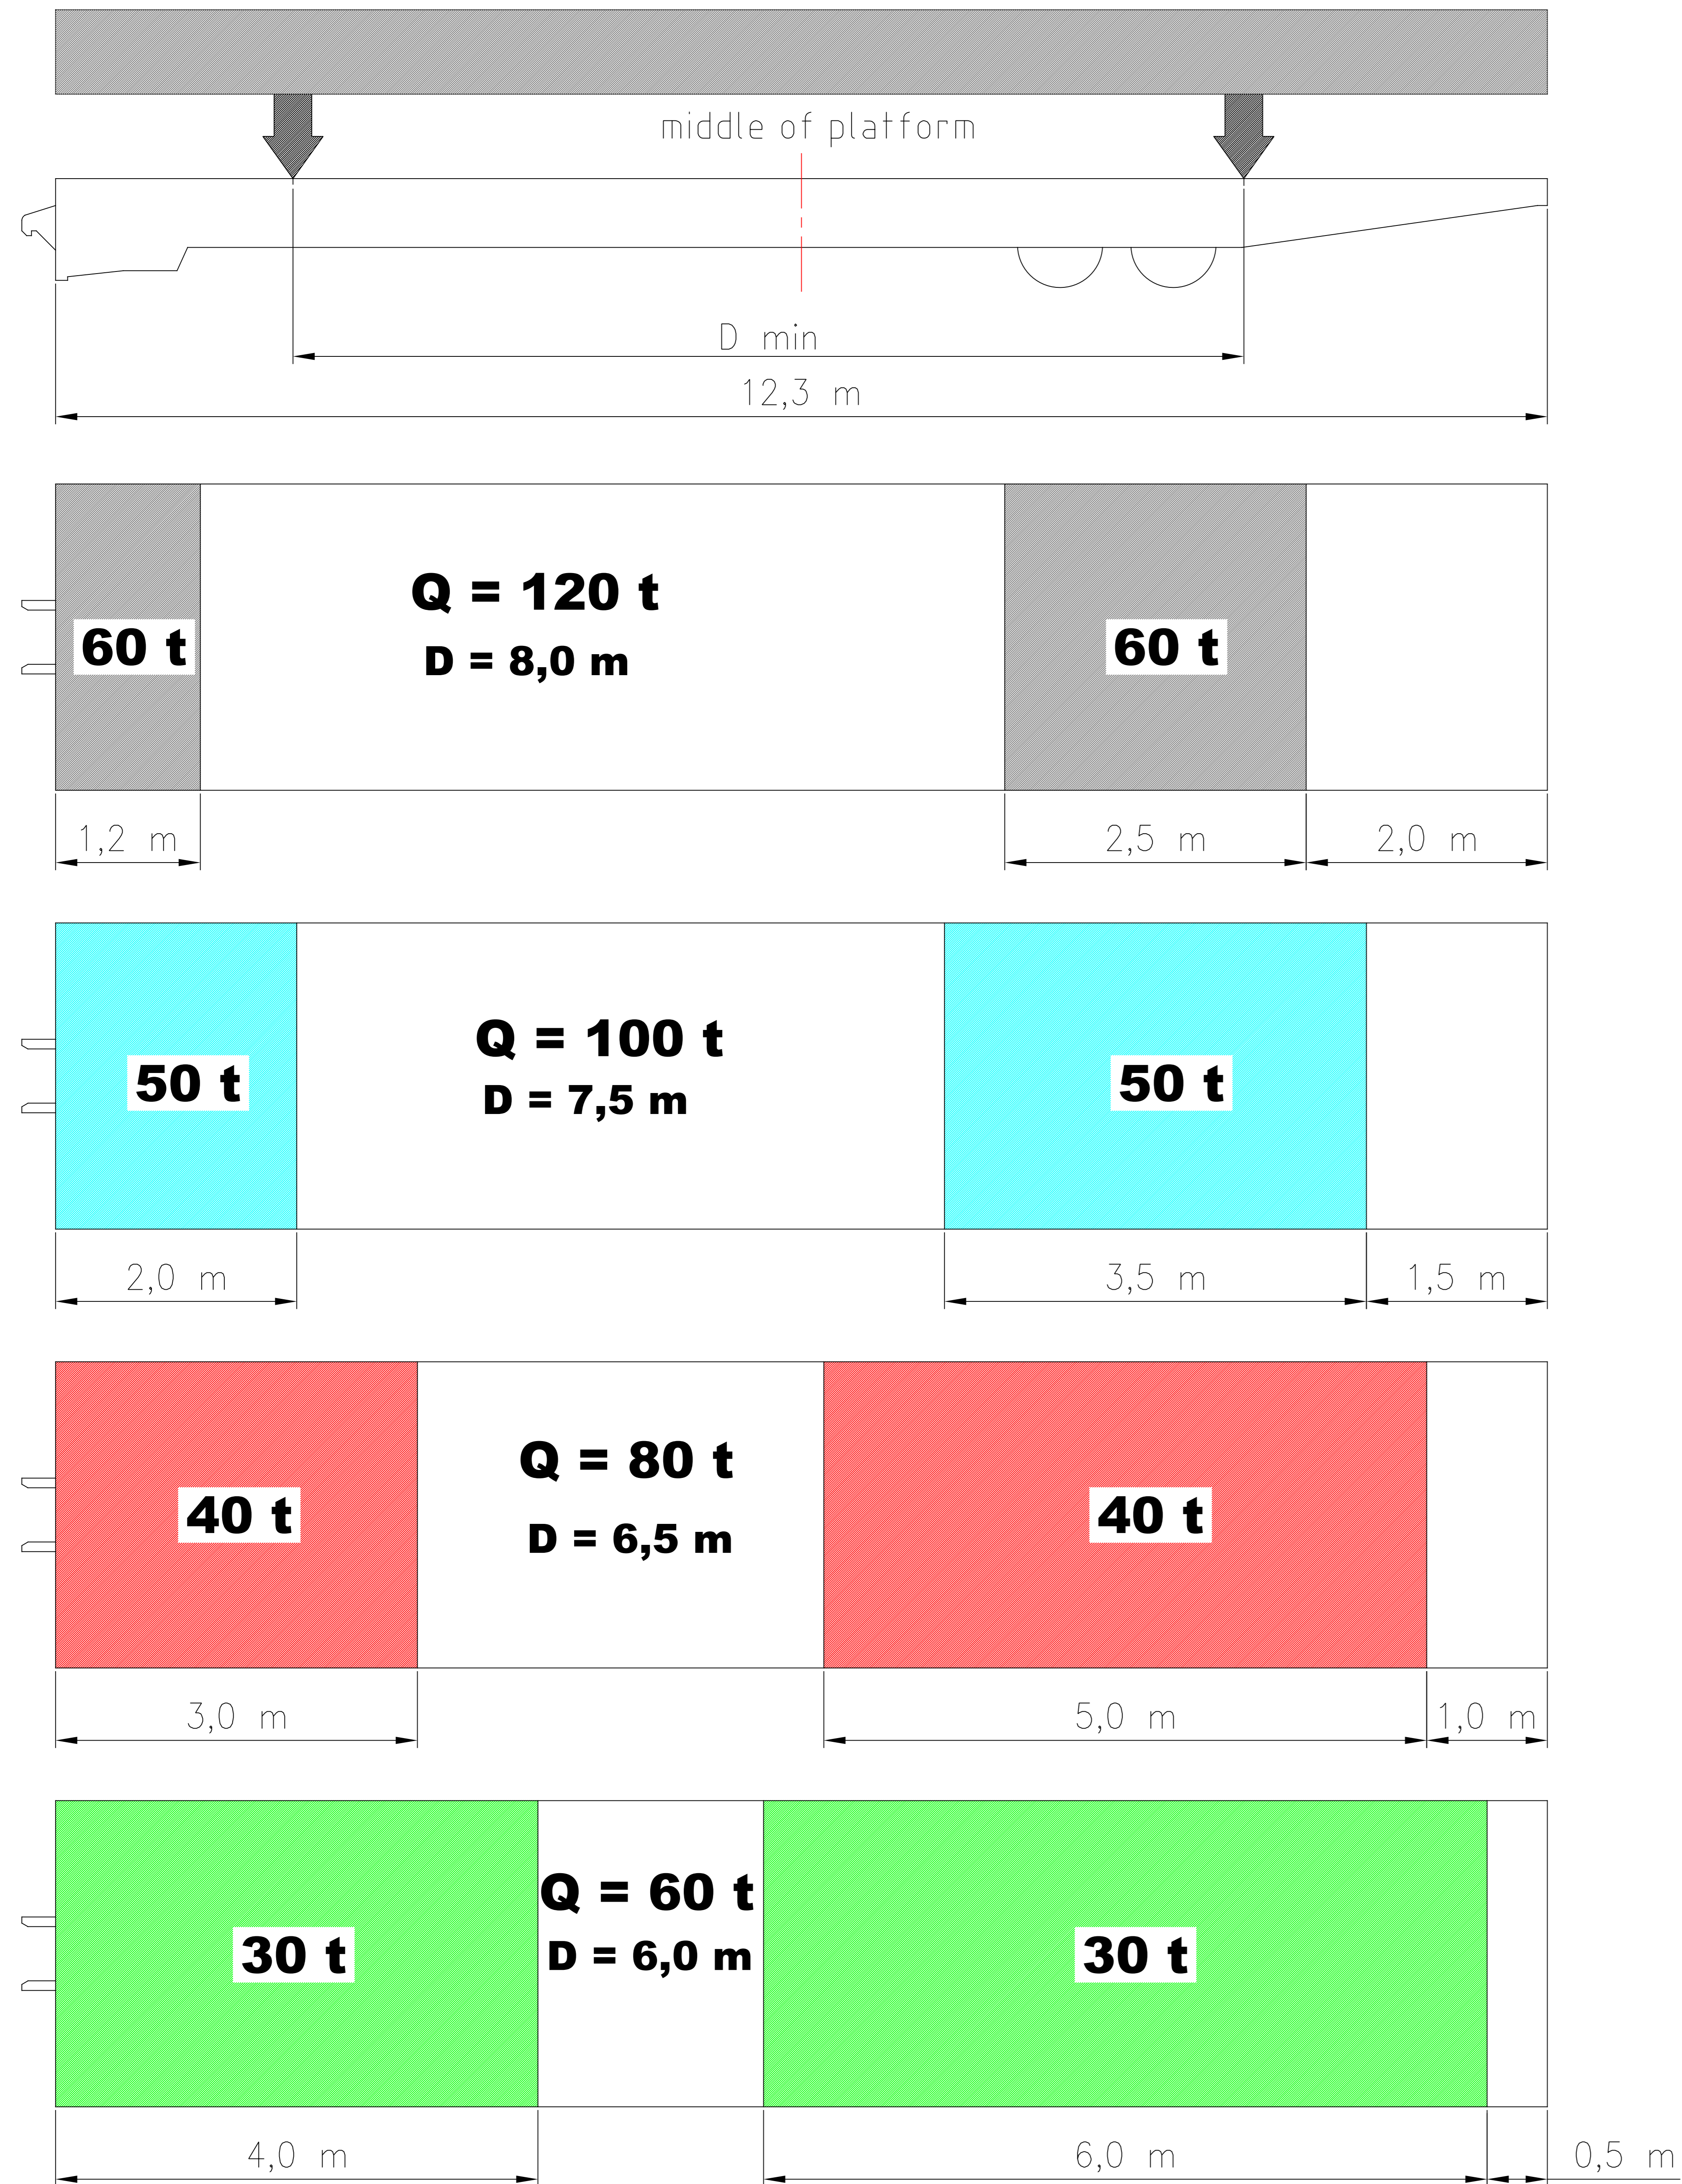 middle of platform
D min
12,3 m
Q = 120 t
60 t
D = 8,0 m
60 t
1,2 m
2,5 m
2,0 m
Q = 100 t
50 t
D = 7,5 m
50 t
2,0 m
3,5 m
1,5 m
Q = 80 t
40 t
D = 6,5 m
40 t
3,0 m
5,0 m
1,0 m
Q = 60 t
30 t
D = 6,0 m
30 t
4,0 m
6,0 m
0,5 m